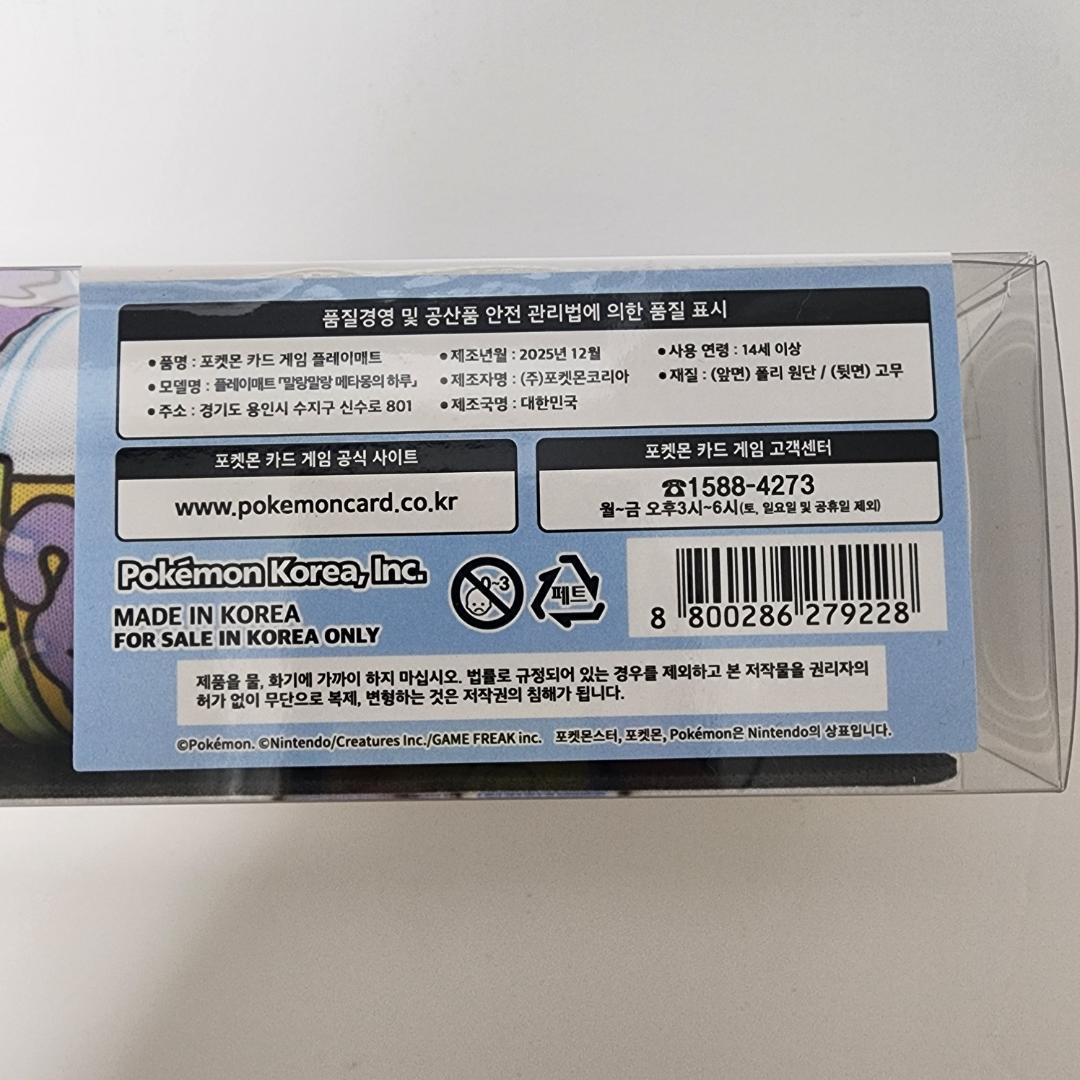 품질경영 및 공산품 안전 관리법에 의한 품질 표시
• 품명 : 포켓몬 카드 게임 플레이매트
• 모델명 : 플레이매트 「말랑말랑 메타몽의 하루」
• 주소 : 경기도 용인시 수지구 신수로 801
• 제조년월 : 2025년 12월
• 제조자명 : (주)포켓몬코리아
• 제조국명 : 대한민국
• 사용 연령 : 14세 이상
• 재질 : (앞면) 폴리 원단 / (뒷면) 고무
포켓몬 카드 게임 공식 사이트
www.pokemoncard.co.kr
포켓몬 카드 게임 고객센터
☎1588-4273
월~금 오후3시~6시(토, 일요일 및 공휴일 제외)
Pokémon Korea, Inc.
MADE IN KOREA
FOR SALE IN KOREA ONLY
0-3
페트
8 800286 279228
제품을 물, 화기에 가까이 하지 마십시오. 법률로 규정되어 있는 경우를 제외하고 본 저작물을 권리자의
허가 없이 무단으로 복제, 변형하는 것은 저작권의 침해가 됩니다.
©Pokémon. ©Nintendo/Creatures Inc./GAME FREAK inc. 포켓몬스터, 포켓몬, Pokémon은 Nintendo의 상표입니다.